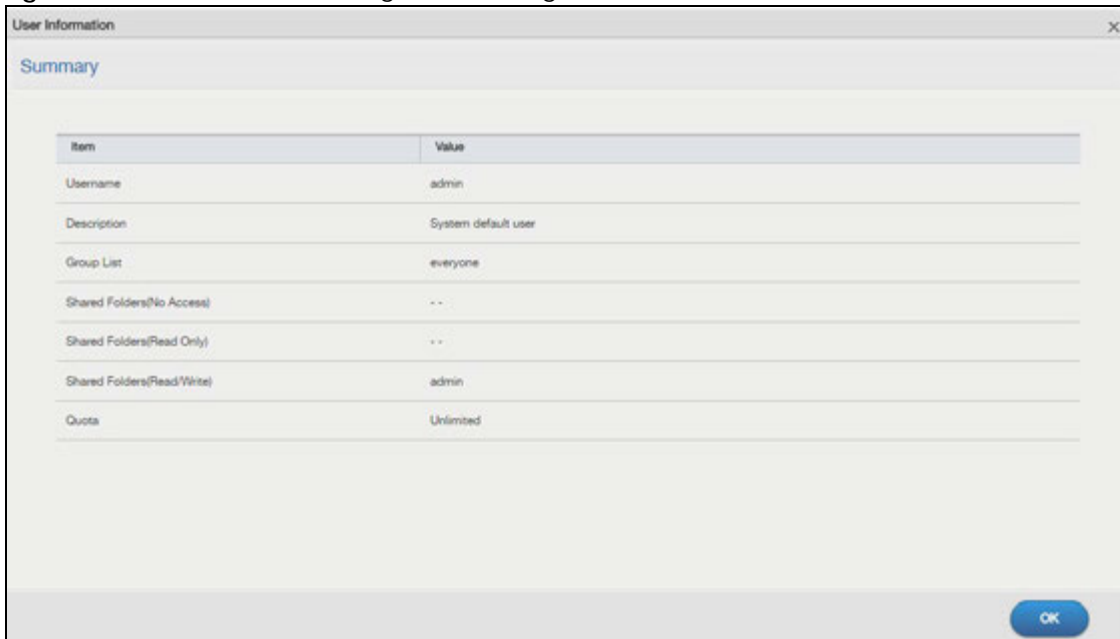 User Information
Summary
Item Value
Username admin
Description System default user
Group List everyone
Shared Folders(No Access) - -
Shared Folders(Read Only) - -
Shared Folders(Read/Write) admin
Quota Unlimited
OK